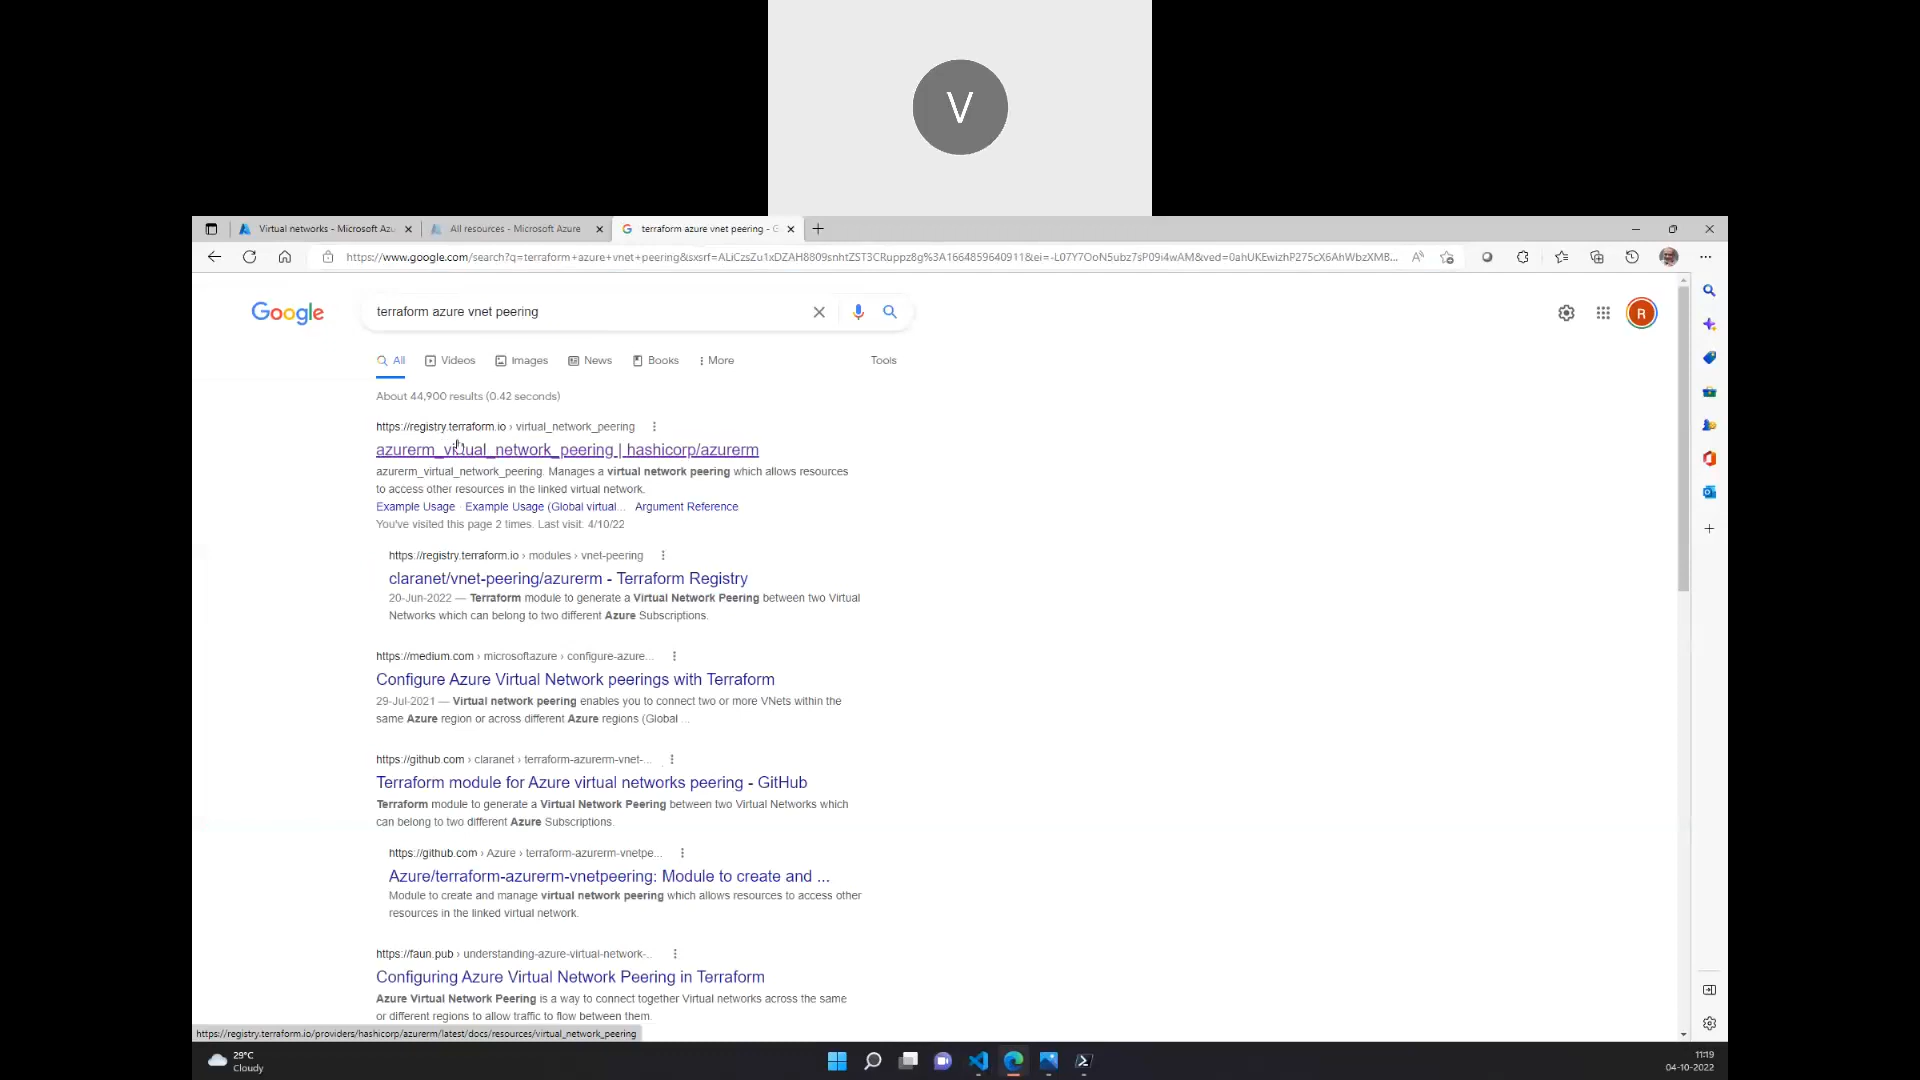 V
Virtual networks - Microsoft Azu
All resources - Microsoft Azure
terraform azure vnet peering - G
https://www.google.com/search?q=terraform+azure+vnet+peering&sxsrf=ALiCzsZu1xDZAH8809snhtZST3CRuppz8g%3A1664859640911&ei=-L07Y7OoN5ubz7sP09i4wAM&ved=0ahUKEwizhP275cX6AhWbzXMB...
Google
terraform azure vnet peering
R
All
Videos
Images
News
Books
More
Tools
About 44,900 results (0.42 seconds)
https://registry.terraform.io › virtual_network_peering
azurerm_virtual_network_peering | hashicorp/azurerm
azurerm_virtual_network_peering. Manages a virtual network peering which allows resources
to access other resources in the linked virtual network.
Example Usage · Example Usage (Global virtual... Argument Reference
You've visited this page 2 times. Last visit: 4/10/22
https://registry.terraform.io › modules › vnet-peering
claranet/vnet-peering/azurerm - Terraform Registry
20-Jun-2022 — Terraform module to generate a Virtual Network Peering between two Virtual
Networks which can belong to two different Azure Subscriptions.
https://medium.com › microsoftazure › configure-azure...
Configure Azure Virtual Network peerings with Terraform
29-Jul-2021 — Virtual network peering enables you to connect two or more VNets within the
same Azure region or across different Azure regions (Global ...
https://github.com › claranet › terraform-azurerm-vnet-...
Terraform module for Azure virtual networks peering - GitHub
Terraform module to generate a Virtual Network Peering between two Virtual Networks which
can belong to two different Azure Subscriptions.
https://github.com › Azure › terraform-azurerm-vnetpe...
Azure/terraform-azurerm-vnetpeering: Module to create and ...
Module to create and manage virtual network peering which allows resources to access other
resources in the linked virtual network.
https://faun.pub › understanding-azure-virtual-network-...
Configuring Azure Virtual Network Peering in Terraform
Azure Virtual Network Peering is a way to connect together Virtual networks across the same
or different regions to allow traffic to flow between them.
https://registry.terraform.io/providers/hashicorp/azurerm/latest/docs/resources/virtual_network_peering
29°C
Cloudy
11:19
04-10-2022